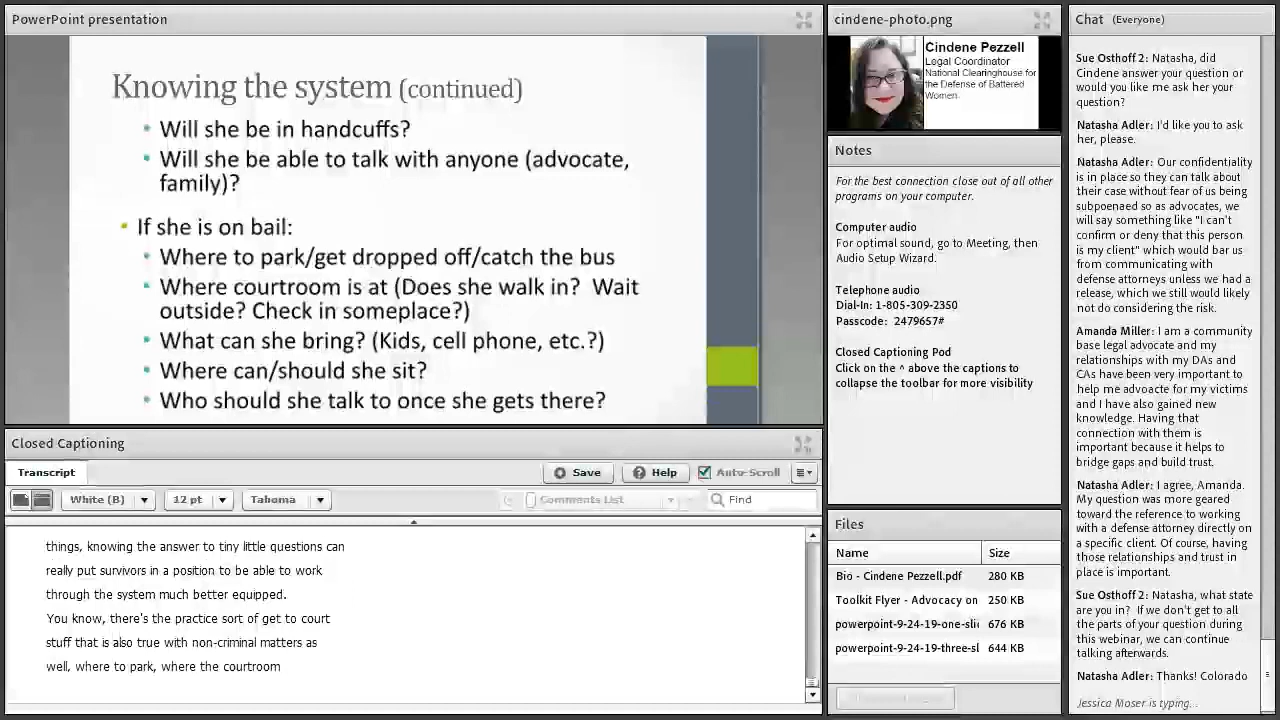 PowerPoint presentation
Knowing the system (continued)
• Will she be in handcuffs?
• Will she be able to talk with anyone (advocate,
family)?
• If she is on bail:
• Where to park/get dropped off/catch the bus
• Where courtroom is at (Does she walk in?  Wait
outside? Check in someplace?)
• What can she bring? (Kids, cell phone, etc.?)
• Where can/should she sit?
• Who should she talk to once she gets there?
Closed Captioning
Transcript
Save
Help
Auto-Scroll
White (B)
12 pt
Tahoma
Comments List
Find
things, knowing the answer to tiny little questions can
really put survivors in a position to be able to work
through the system much better equipped.
You know, there's the practice sort of get to court
stuff that is also true with non-criminal matters as
well, where to park, where the courtroom
cindene-photo.png
Cindene Pezzell
Legal Coordinator
National Clearinghouse for
the Defense of Battered
Women.
Notes
For the best connection close out of all other
programs on your computer.
Computer audio
For optimal sound, go to Meeting, then
Audio Setup Wizard.
Telephone audio
Dial-In: 1-805-309-2350
Passcode:  2479657#
Closed Captioning Pod
Click on the ^ above the captions to
collapse the toolbar for more visibility
Files
Name Size
Bio - Cindene Pezzell.pdf 280 KB
Toolkit Flyer - Advocacy on 250 KB
powerpoint-9-24-19-one-slic 676 KB
powerpoint-9-24-19-three-sl 644 KB
Chat (Everyone)
Sue Osthoff 2: Natasha, did
Cindene answer your question or
would you like me ask her your
question?
Natasha Adler: I'd like you to ask
her, please.
Natasha Adler: Our confidentiality
is in place so they can talk about
their case without fear of us being
subpoenaed so as advocates, we
will say something like "I can't
confirm or deny that this person
is my client" which would bar us
from communicating with
defense attorneys unless we had a
release, which we still would likely
not do considering the risk.
Amanda Miller: I am a community
base legal advocate and my
relationships with my DAs and
CAs have been very important to
help me advoacte for my victims
and I have also gained new
knowledge. Having that
connection with them is
important because it helps to
bridge gaps and build trust.
Natasha Adler: I agree, Amanda.
My question was more geared
toward the reference to working
with a defense attorney directly on
a specific client. Of course, having
those relationships and trust in
place is important.
Sue Osthoff 2: Natasha, what state
are you in?  If we don't get to all
the parts of your question during
this webinar, we can continue
talking afterwards.
Natasha Adler: Thanks! Colorado
Jessica Moser is typing...